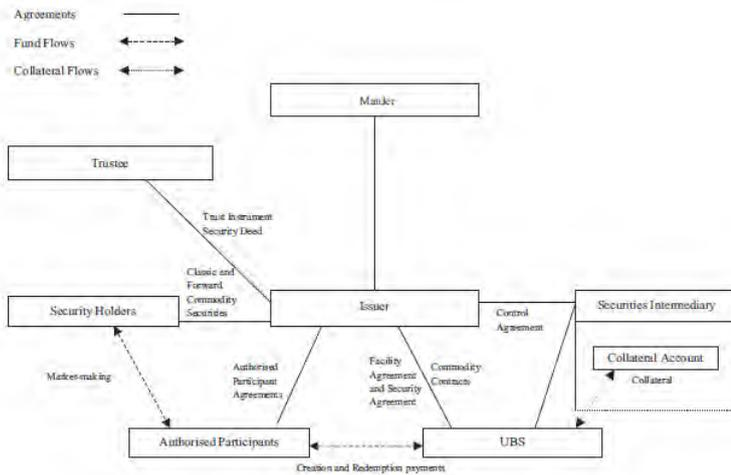 Agreements
Fund Flows
Collateral Flows
ManJer
Trustee
Trust Instrument
Security Deed
Classic and
Forward
Commodity
Securities
Security Holders
Issuer
Securities Intermediary
Control
Agreement
Collateral Account
Collateral
Market-making
Authorised
Participant
Agreements
Facility
Agreement
and Security
Agreement
Commodity
Contracts
Authorised Participants
UBS
Creation and Redemption payments